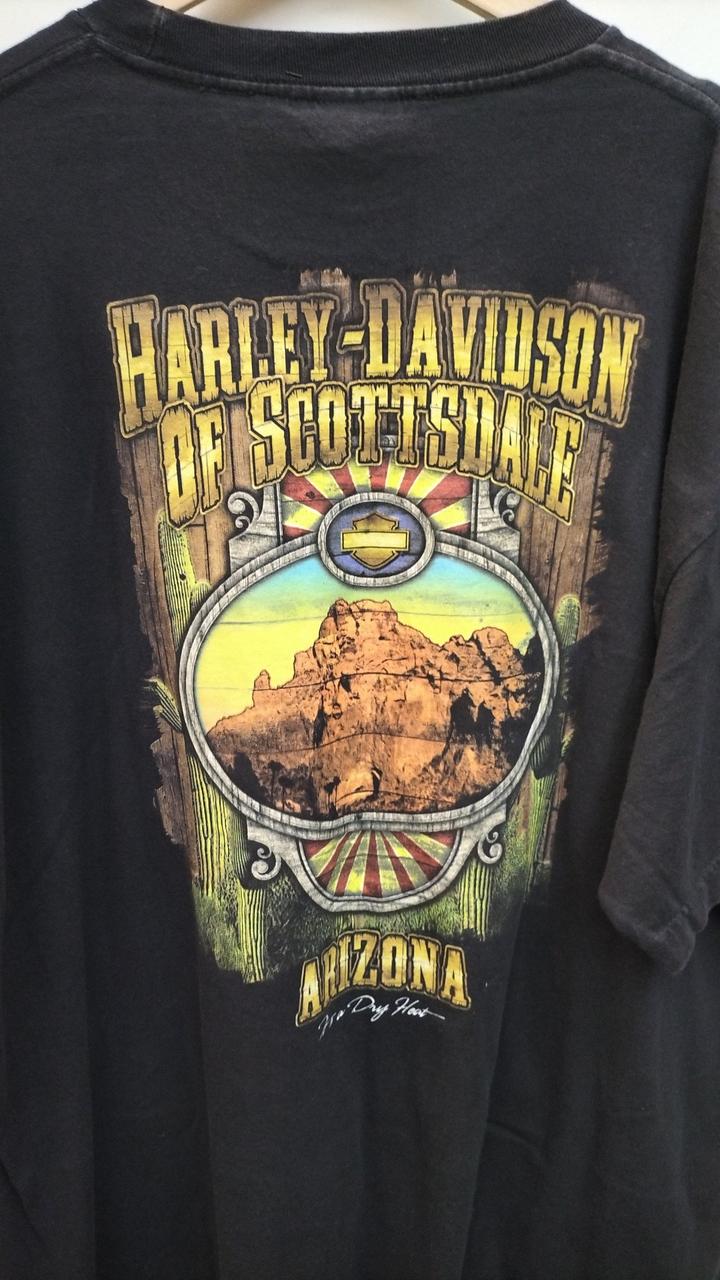 HARLEY-DAVIDSON
OF SCOTTSDALE
ARIZONA
It's a Dry Heat